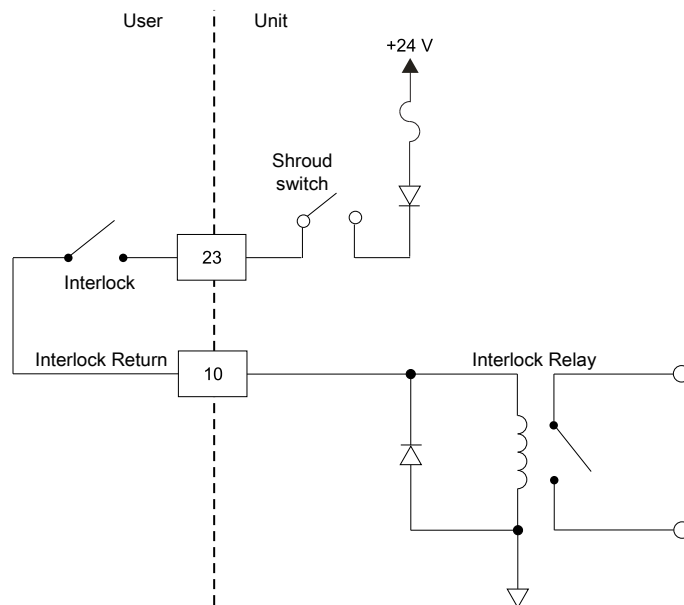 User
Unit
+24 V
Shroud
switch
23
Interlock
Interlock Return
10
Interlock Relay